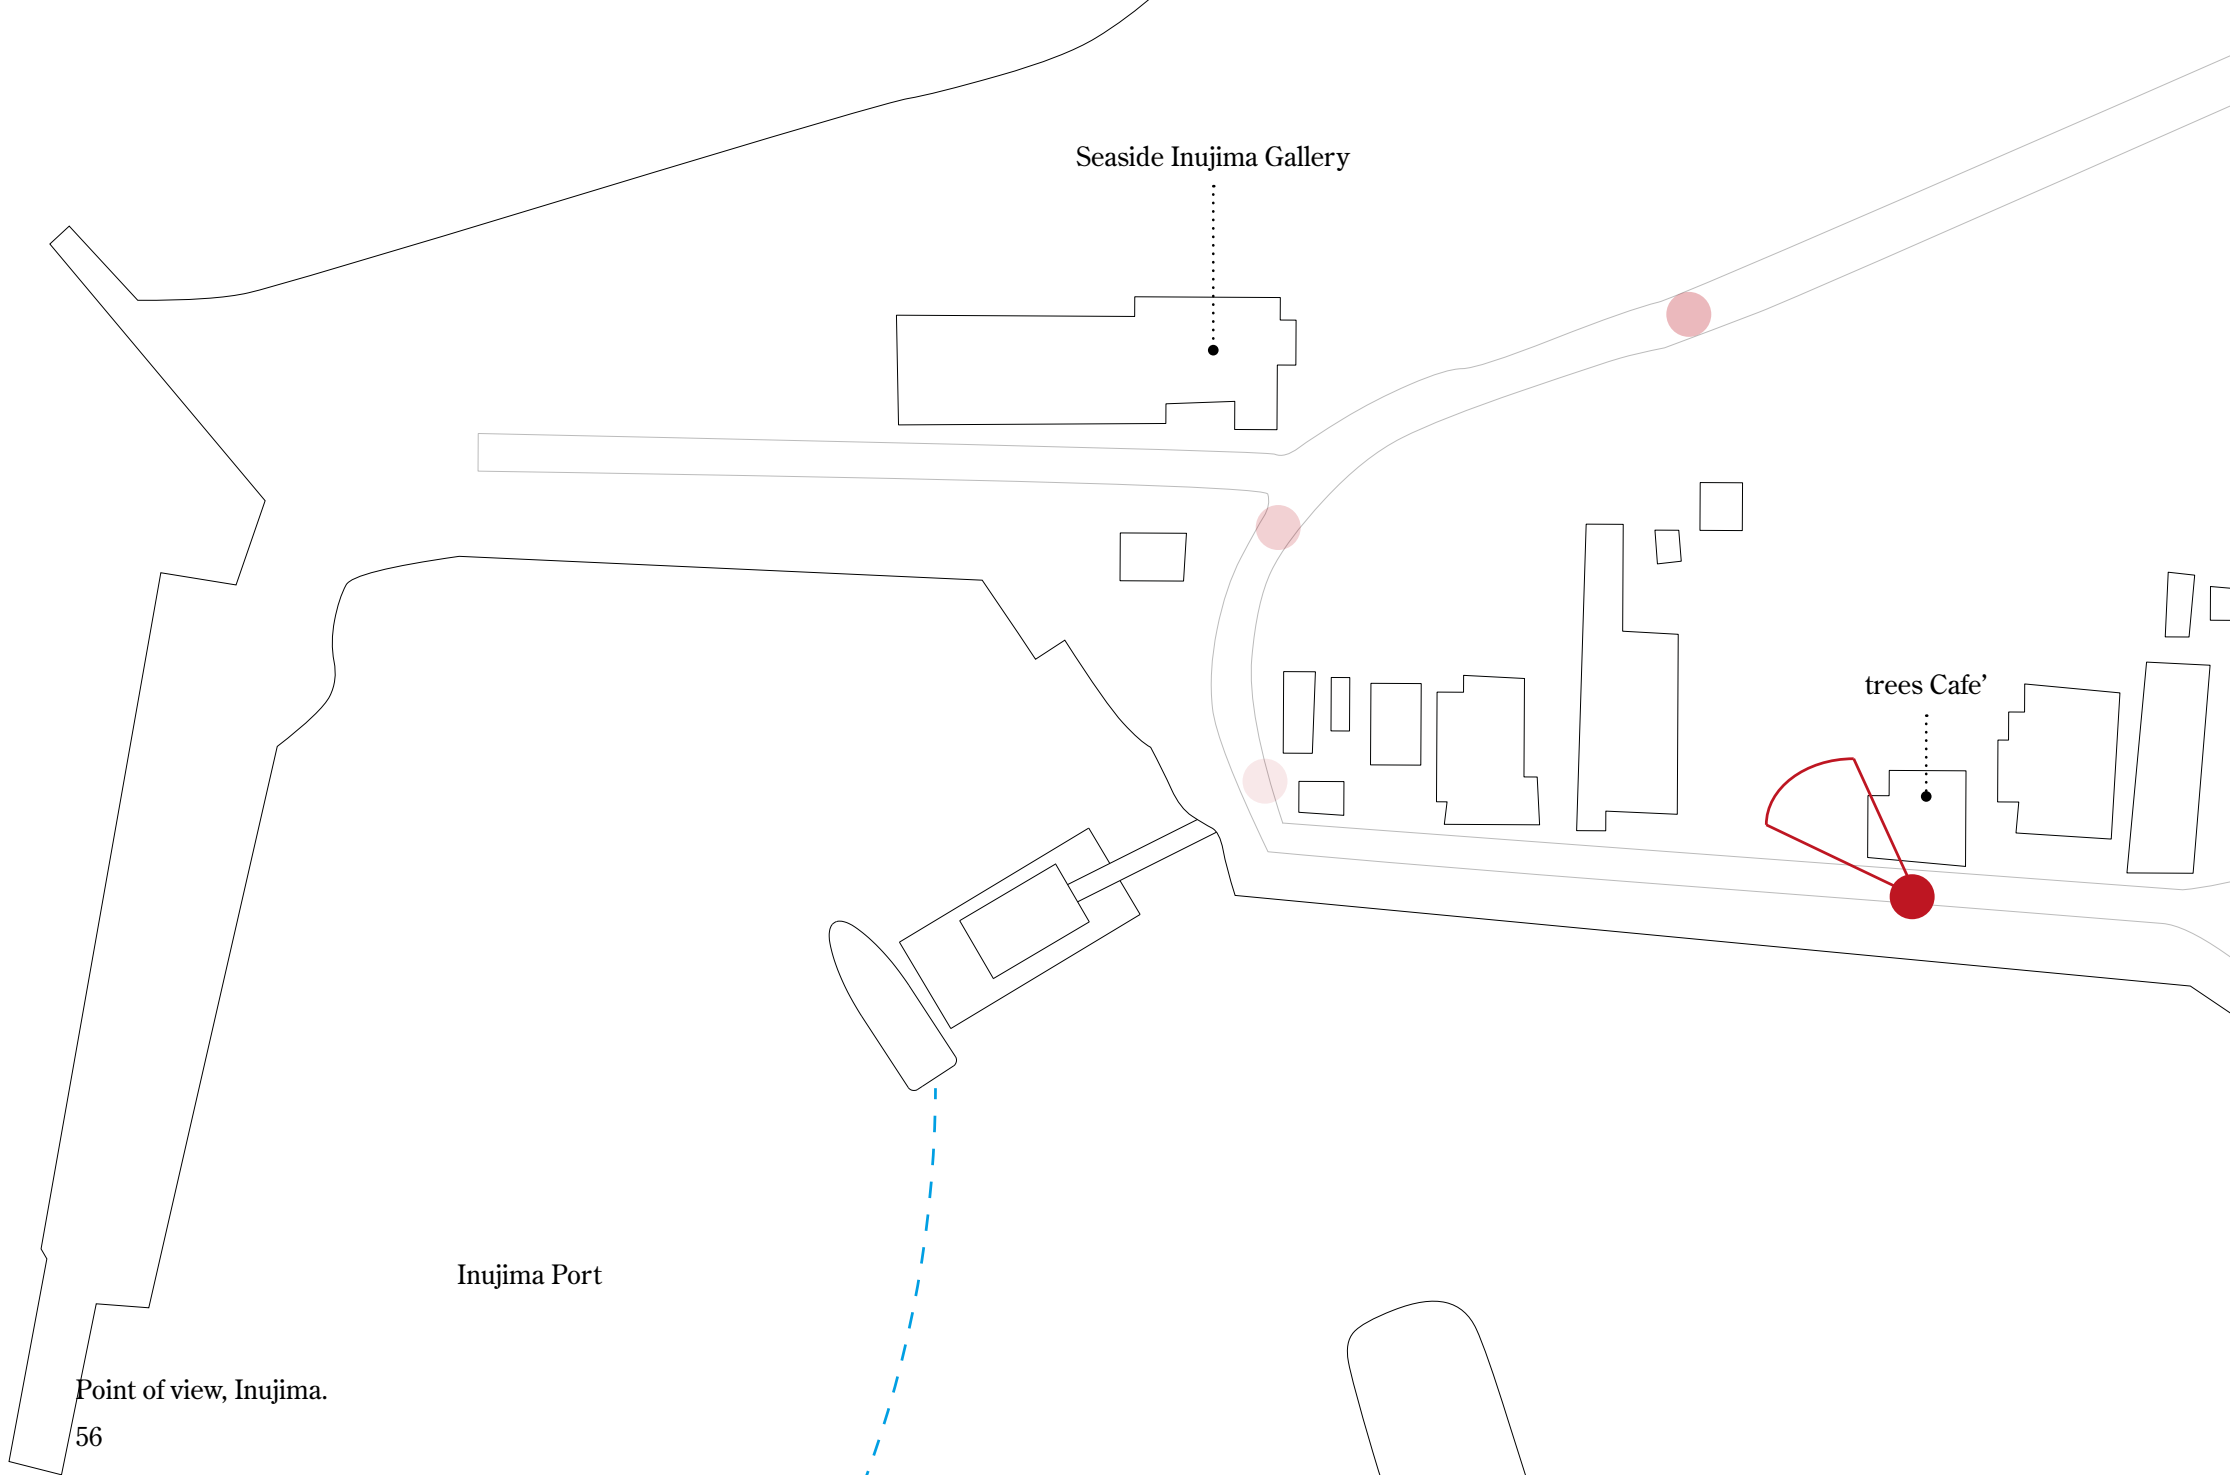 Seaside Inujima Gallery
trees Cafe’
Inujima Port
Point of view, Inujima.
56